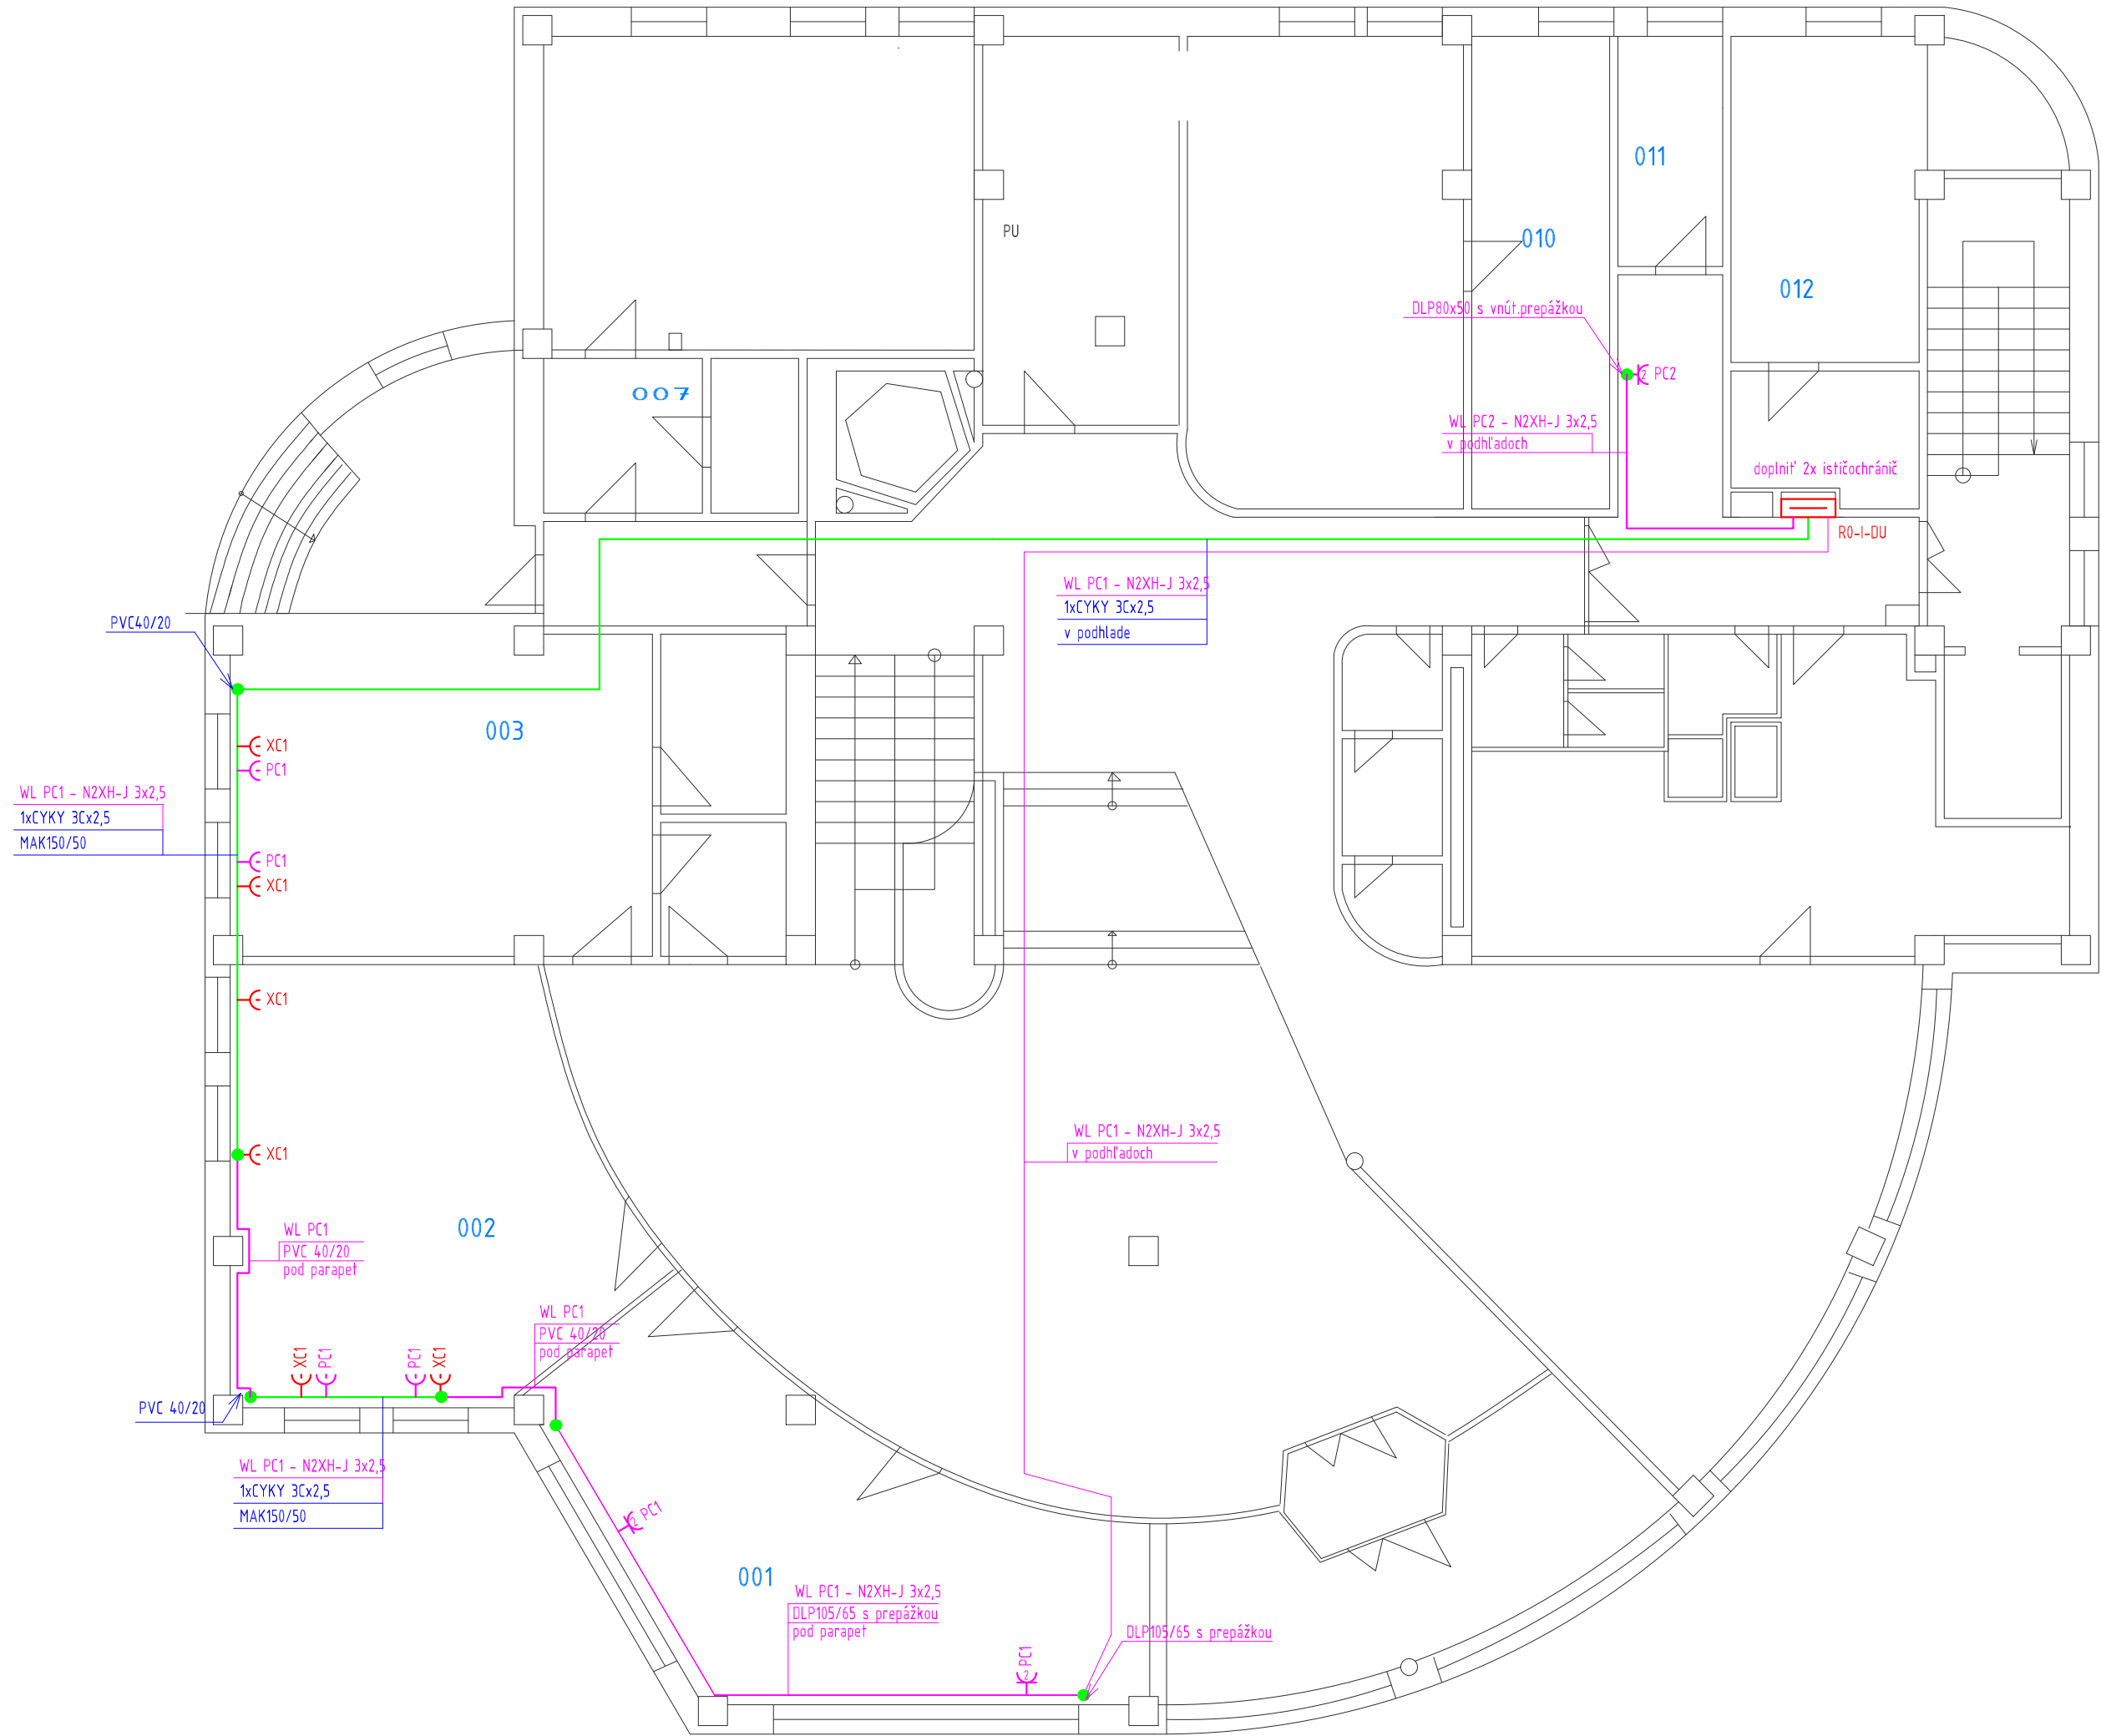 011
PU
010
012
DLP80x50 s vnút.prepážkou
2 PC2
007
WL PC2 - N2XH-J 3x2,5
v podhľadoch
doplniť 2x ističochránič
R0-I-DU
WL PC1 - N2XH-J 3x2,5
1xCYKY 3Cx2,5
v podhlade
PVC40/20
003
XC1
PC1
WL PC1 - N2XH-J 3x2,5
1xCYKY 3Cx2,5
MAK150/50
PC1
XC1
XC1
WL PC1 - N2XH-J 3x2,5
v podhľadoch
XC1
002
WL PC1
PVC 40/20
pod parapet
WL PC1
PVC 40/20
pod parapet
XC1
PC1
PC1
XC1
PVC 40/20
WL PC1 - N2XH-J 3x2,5
1xCYKY 3Cx2,5
MAK150/50
2 PC1
001
WL PC1 - N2XH-J 3x2,5
DLP105/65 s prepážkou
pod parapet
DLP105/65 s prepážkou
2 PC1